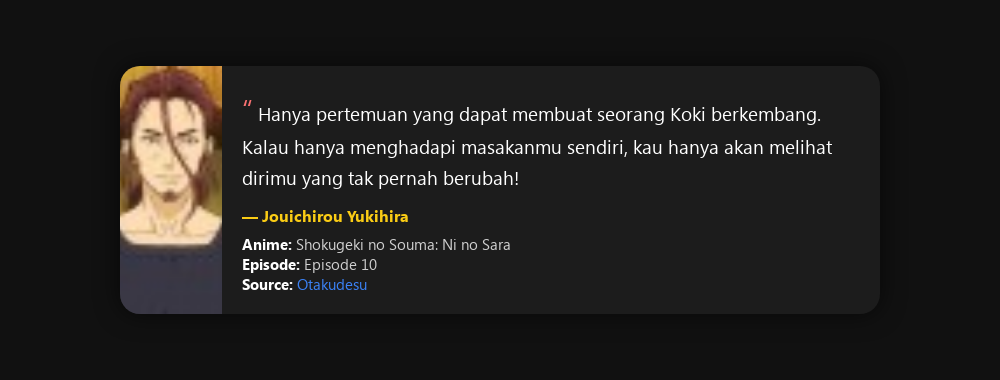 “ Hanya pertemuan yang dapat membuat seorang Koki berkembang.
Kalau hanya menghadapi masakanmu sendiri, kau hanya akan melihat
dirimu yang tak pernah berubah!
— Jouichirou Yukihira
Anime: Shokugeki no Souma: Ni no Sara
Episode: Episode 10
Source: Otakudesu